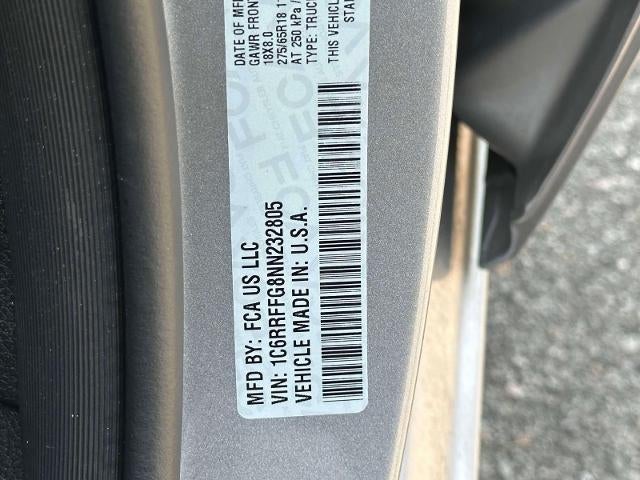 MFD BY: FCA US LLC
VIN: 1C6RRFFG8NN232805
VEHICLE MADE IN: U.S.A.
DATE OF MFR
GAWR FRONT
18X8.0
275/65R18
AT 250 kPa /
TYPE: TRUCK
THIS VEHICLE